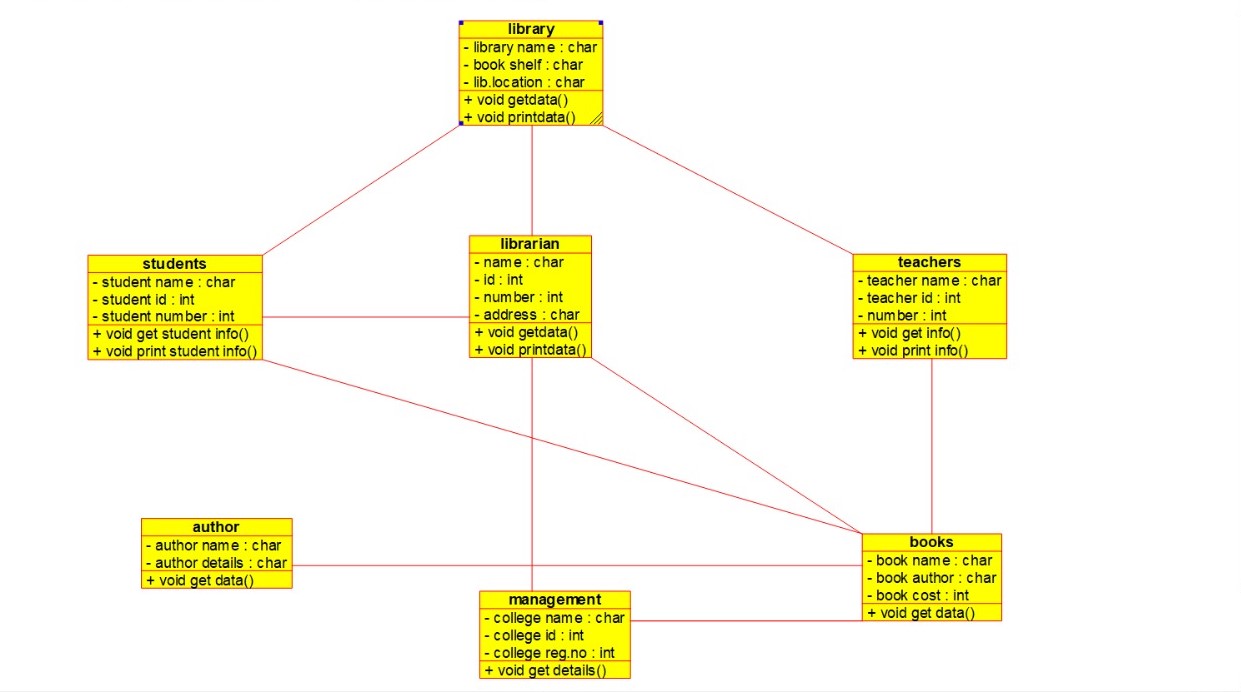 library
- library name : char
- book shelf : char
- lib.location : char
+ void getdata()
+ void printdata()
students
- student name : char
- student id : int
- student number : int
+ void get student info()
+ void print student info()
librarian
- name : char
- id : int
- number : int
- address : char
+ void getdata()
+ void printdata()
teachers
- teacher name : char
- teacher id : int
- number : int
+ void get info()
+ void print info()
author
- author name : char
- author details : char
+ void get data()
management
- college name : char
- college id : int
- college reg.no : int
+ void get details()
books
- book name : char
- book author : char
- book cost : int
+ void get data()